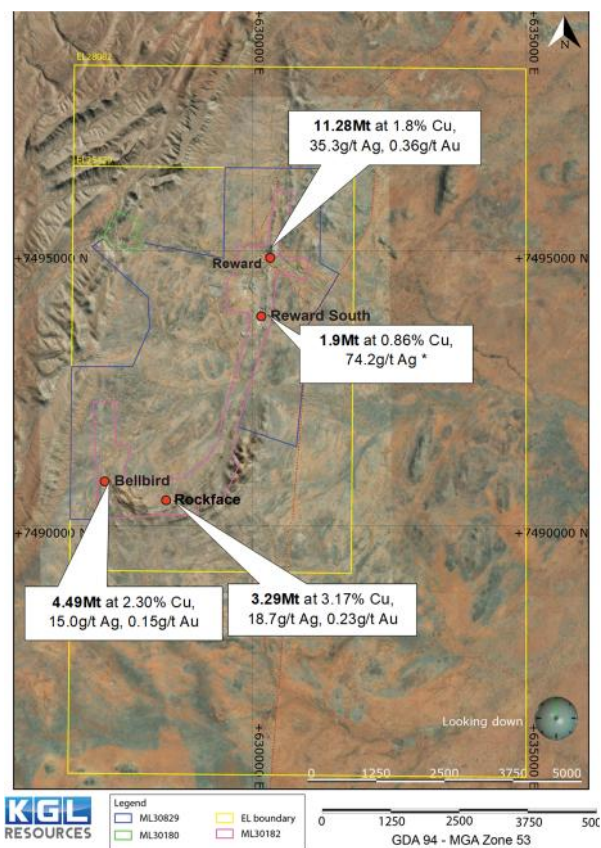 630000 E
635000 E
N
EL28082
11.28Mt at 1.8% Cu,
35.3g/t Ag, 0.36g/t Au
+7495000 N
+7495000 N
Reward
Reward South
1.9Mt at 0.86% Cu,
74.2g/t Ag *
Bellbird
Rockface
+7490000 N
+7490000 N
4.49Mt at 2.30% Cu,
15.0g/t Ag, 0.15g/t Au
3.29Mt at 3.17% Cu,
18.7g/t Ag, 0.23g/t Au
Looking down
+630000 E
+635000 E
0 1250 2500 3750 5000
KGL
RESOURCES
Legend
ML30829
EL boundary
ML30180
ML30182
0 1250 2500 3750 500
GDA 94 - MGA Zone 53